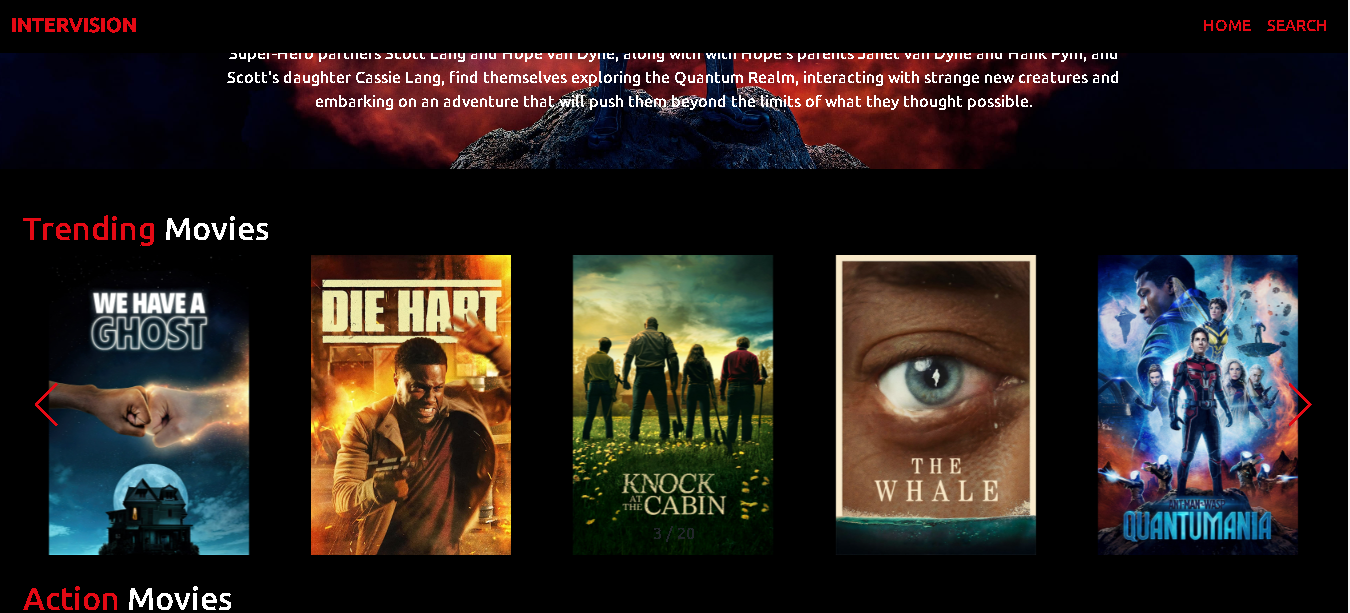 INTERVISION
HOME SEARCH
Super-Hero partners Scott Lang and Hope van Dyne, along with with Hope's parents Janet van Dyne and Hank Pym, and
Scott's daughter Cassie Lang, find themselves exploring the Quantum Realm, interacting with strange new creatures and
embarking on an adventure that will push them beyond the limits of what they thought possible.
Trending Movies
WE HAVE A
GHOST
DIE HART
KNOCK
AT THE CABIN
3 / 20
THE
WHALE
ANT-MAN AND THE WASP
QUANTUMANIA
Action Movies